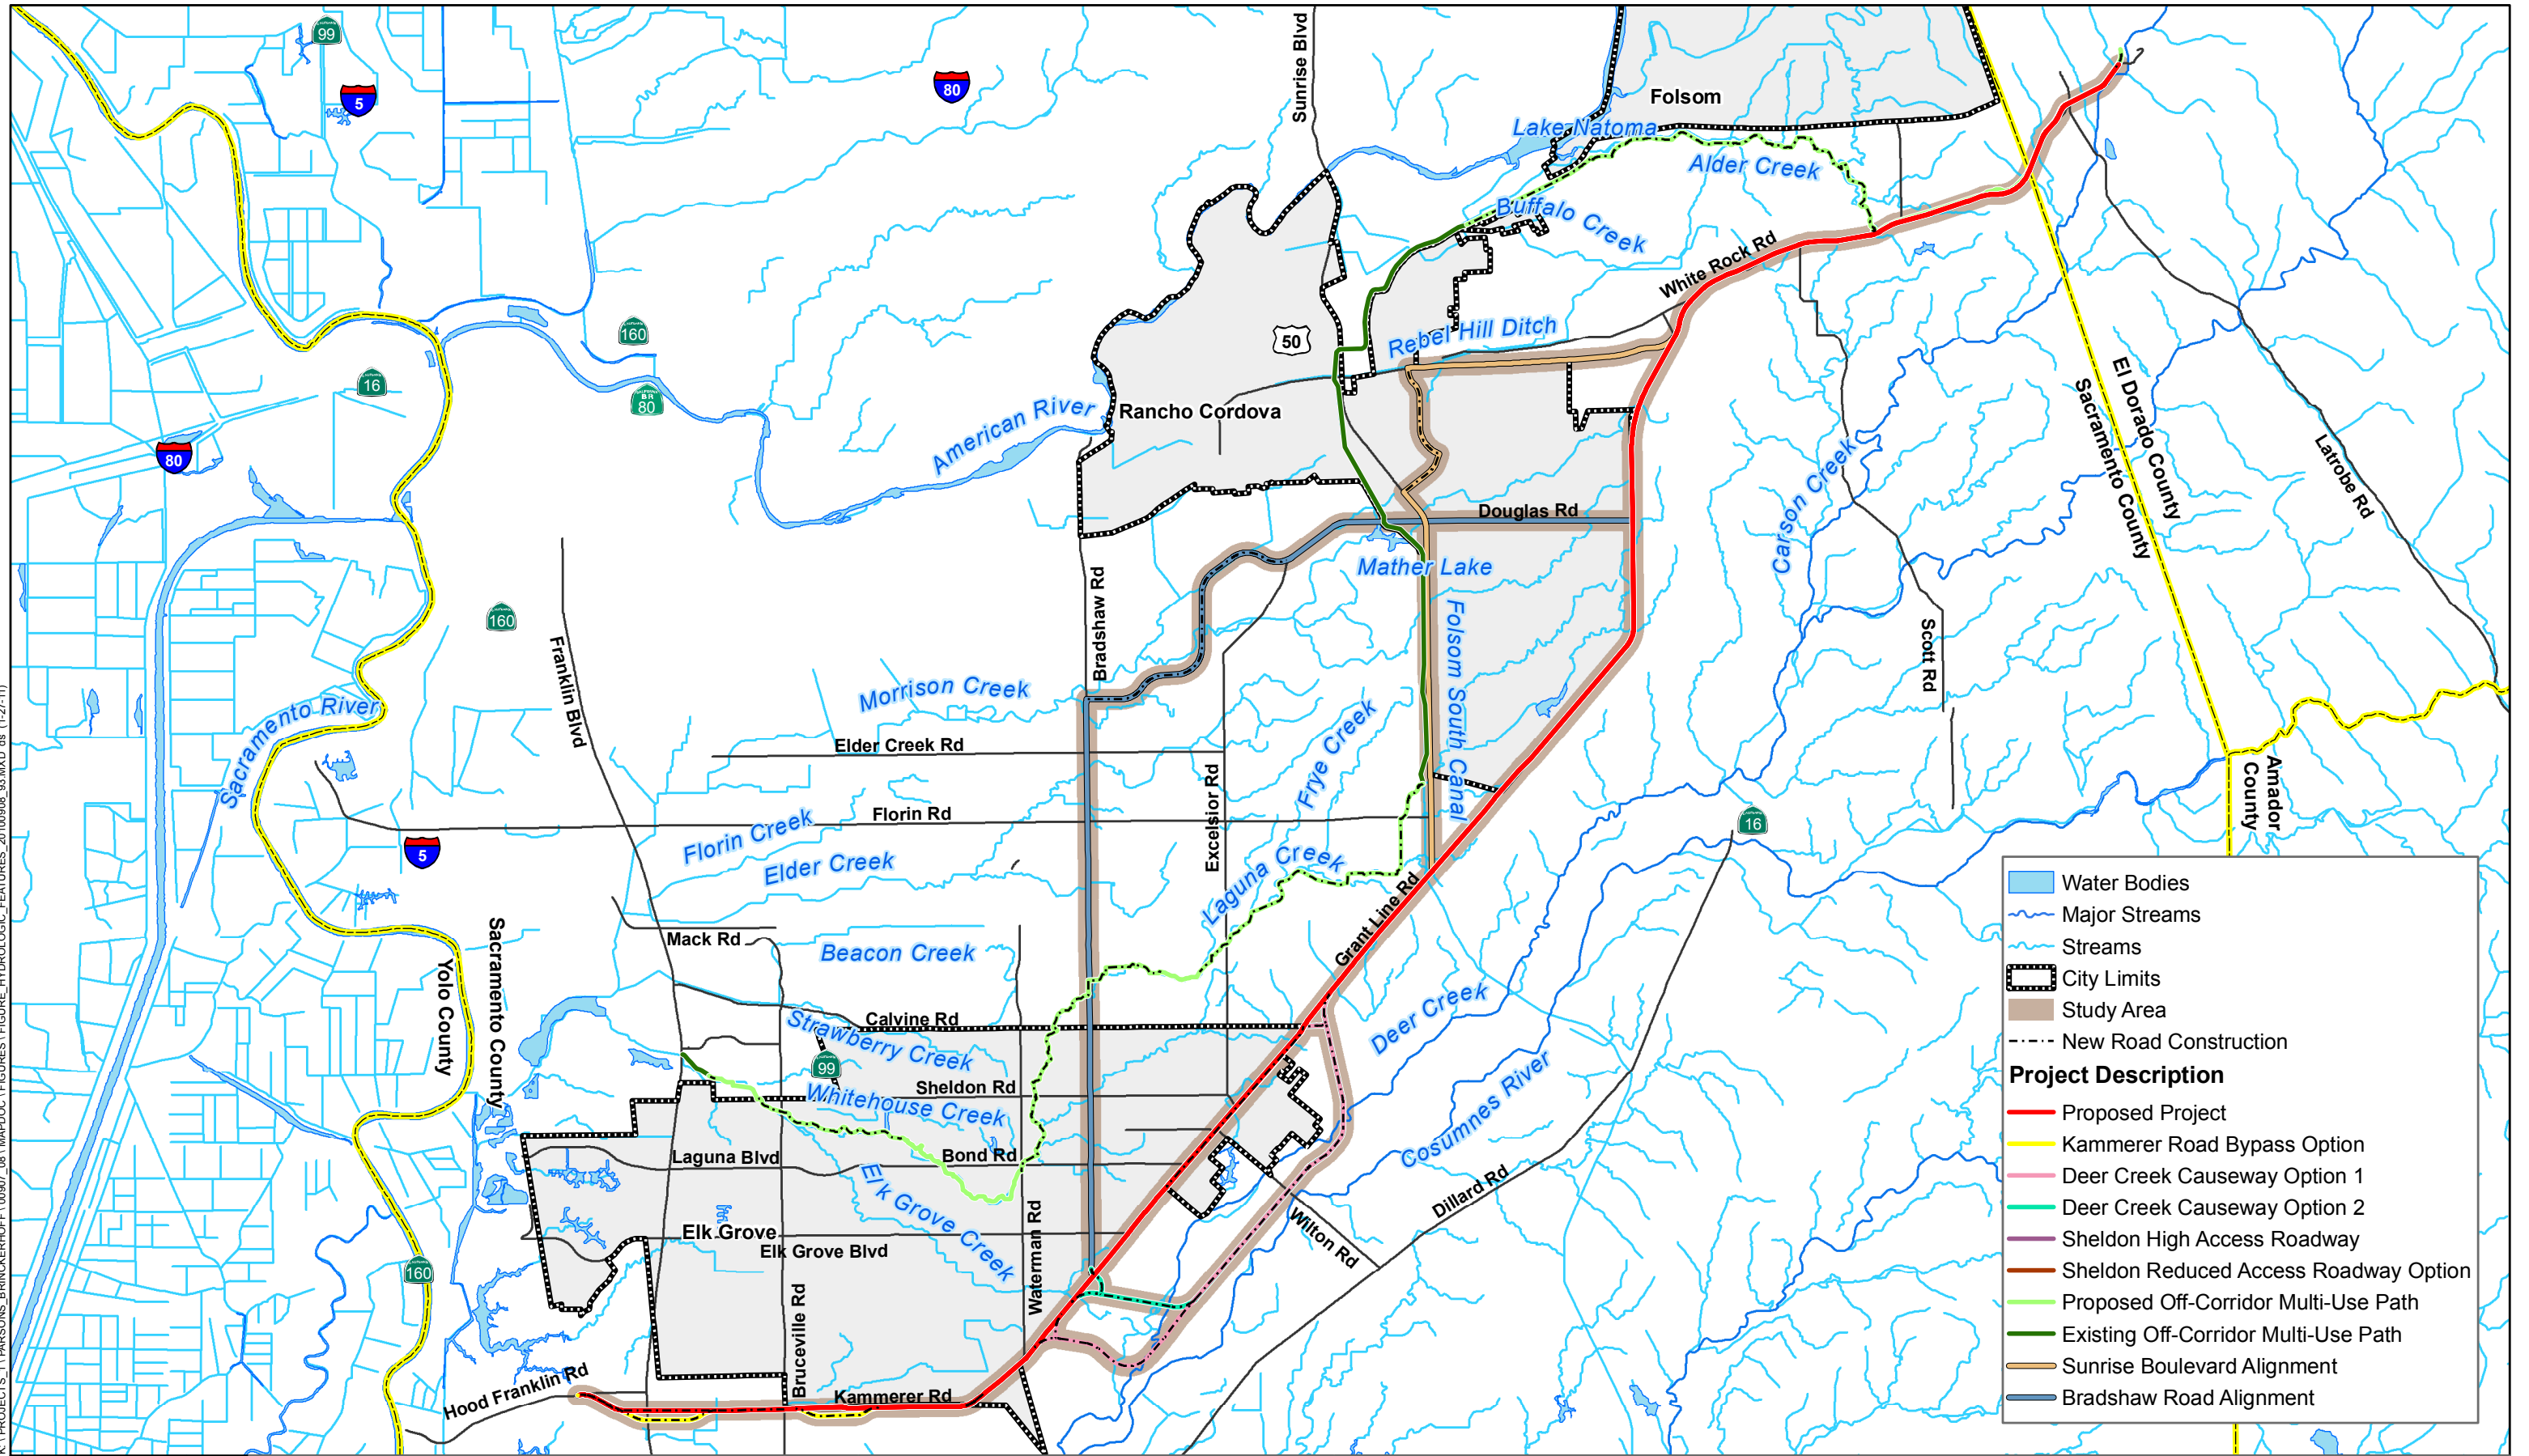 99
5
80
Sunrise Blvd
Folsom
Lake Natoma
Alder Creek
Buffalo Creek
White Rock Rd
160
50
Rebel Hill Ditch
16
BR
80
American River
Rancho Cordova
El Dorado County
Sacramento County
Latrobe Rd
80
Carson Creek
Douglas Rd
Mather Lake
160
Bradshaw Rd
Folsom South Canal
Scott Rd
Franklin Blvd
Morrison Creek
Sacramento River
Elder Creek Rd
Frye Creek
Excelsior Rd
Amador
County
Florin Rd
Florin Creek
16
5
Elder Creek
Laguna Creek
Grant Line Rd
Mack Rd
Beacon Creek
Yolo County
Sacramento County
Calvine Rd
Strawberry Creek
Deer Creek
99
Sheldon Rd
Whitehouse Creek
Cosumnes River
Laguna Blvd
Bond Rd
Elk Grove Creek
Dillard Rd
Wilton Rd
Elk Grove
Elk Grove Blvd
Waterman Rd
160
Bruceville Rd
Hood Franklin Rd
Kammerer Rd
Water Bodies
Major Streams
Streams
City Limits
Study Area
New Road Construction
Project Description
Proposed Project
Kammerer Road Bypass Option
Deer Creek Causeway Option 1
Deer Creek Causeway Option 2
Sheldon High Access Roadway
Sheldon Reduced Access Roadway Option
Proposed Off-Corridor Multi-Use Path
Existing Off-Corridor Multi-Use Path
Sunrise Boulevard Alignment
Bradshaw Road Alignment